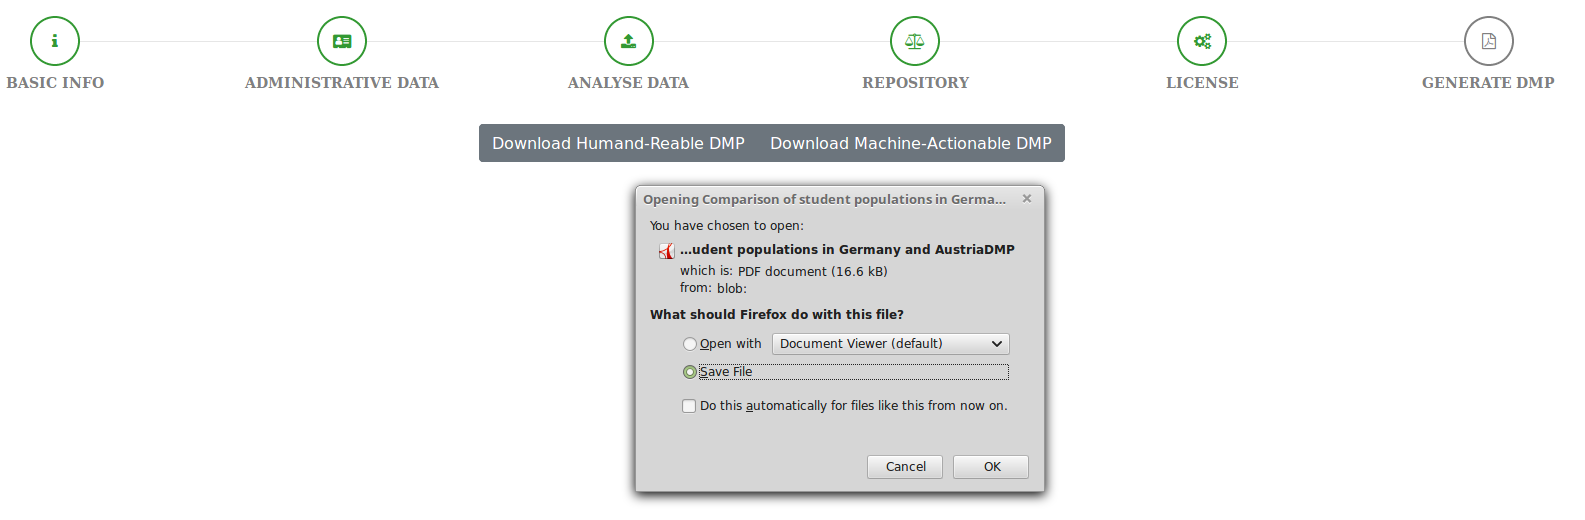 BASIC INFO
ADMINISTRATIVE DATA
ANALYSE DATA
REPOSITORY
LICENSE
GENERATE DMP
Download Humand-Reable DMP
Download Machine-Actionable DMP
Opening Comparison of student populations in Germa...
You have chosen to open:
...udent populations in Germany and AustriaDMP
which is: PDF document (16.6 kB)
from: blob:
What should Firefox do with this file?
Open with Document Viewer (default)
Save File
Do this automatically for files like this from now on.
Cancel OK